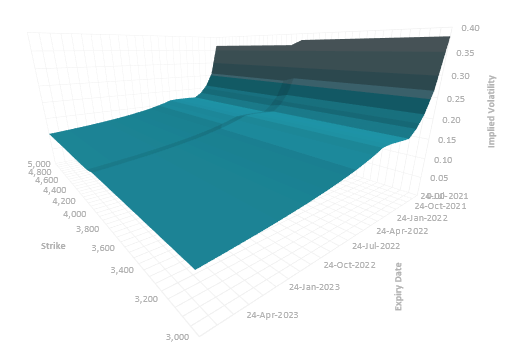 0.40
0.35
0.30
0.25
0.20
0.15
0.10
0.05
Implied Volatility
5,000
4,800
4,600
4,400
4,200
4,000
3,800
3,600
3,400
3,200
3,000
Strike
24-Jul-2021
24-Oct-2021
24-Jan-2022
24-Apr-2022
24-Jul-2022
24-Oct-2022
24-Jan-2023
24-Apr-2023
Expiry Date